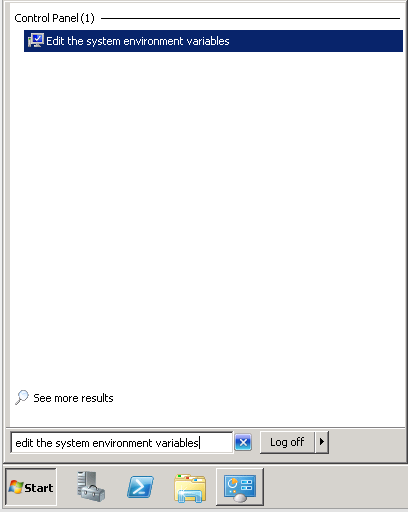 Control Panel (1)
Edit the system environment variables
See more results
edit the system environment variables
Log off
Start